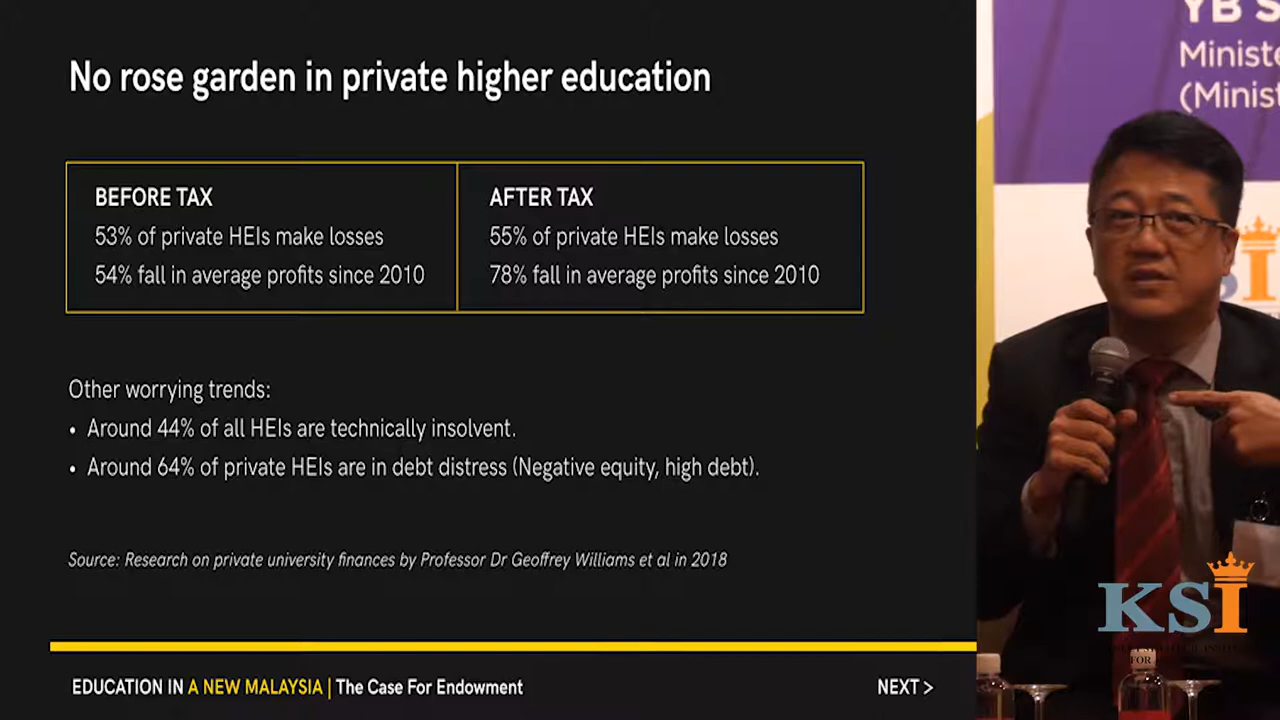 No rose garden in private higher education
BEFORE TAX
53% of private HEIs make losses
54% fall in average profits since 2010
AFTER TAX
55% of private HEIs make losses
78% fall in average profits since 2010
Other worrying trends:
• Around 44% of all HEIs are technically insolvent.
• Around 64% of private HEIs are in debt distress (Negative equity, high debt).
Source: Research on private university finances by Professor Dr Geoffrey Williams et al in 2018
EDUCATION IN A NEW MALAYSIA | The Case For Endowment
NEXT >
YB S
Ministe
(Minist
KSI
FOR